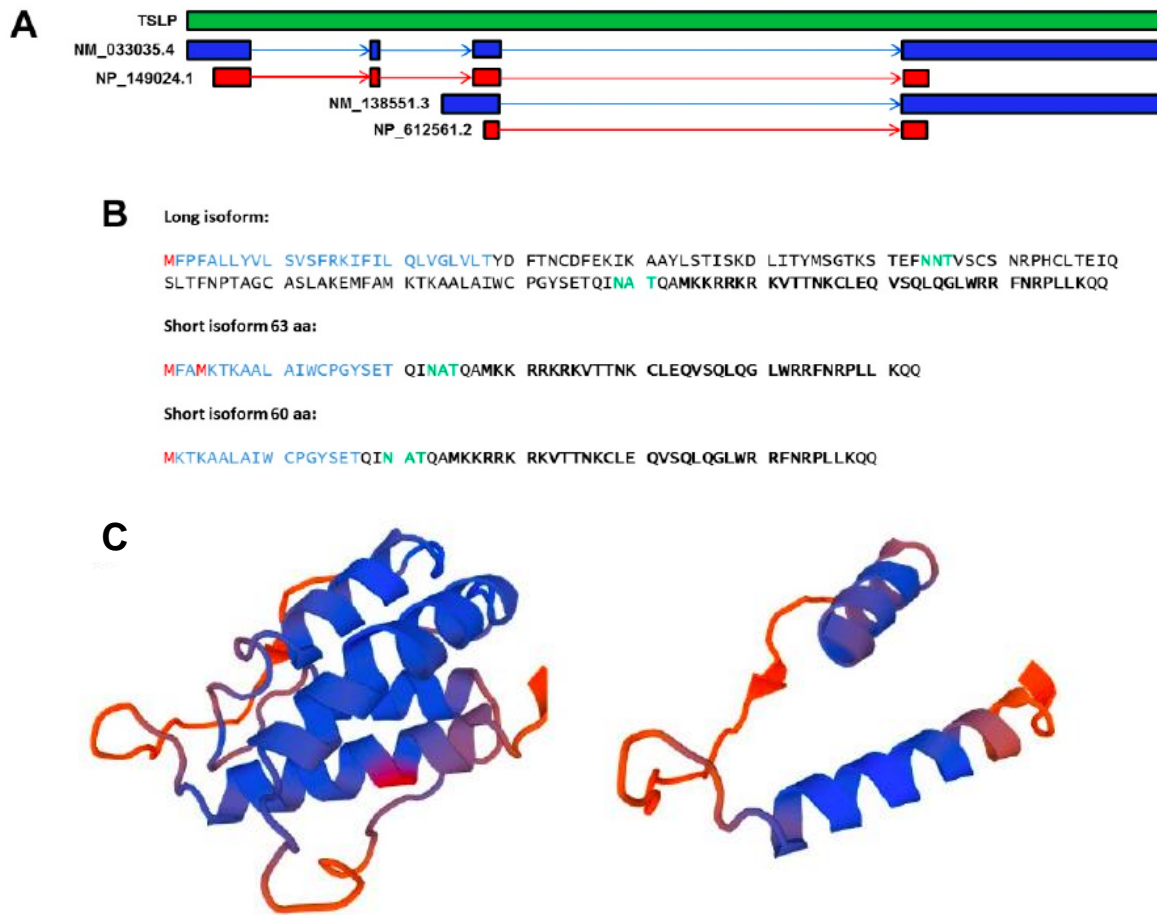 A
TSLP
NM_033035.4
NP_149024.1
NM_138551.3
NP_612561.2
B
Long isoform:
MFPFALLYVL SVSFRKIFIL QLVGLVLTYD FTNCDFEKIK AAYLSTISKD LITYMSGTKS TEFNNTVSCS NRPHCLTEIQ
SLTFNPTAGC ASLAKEMFAM KTKAALAIWC PGYSETQINA TQAMKKRRKR KVTTNKCLEQ VSQLQGLWRR FNRPLLKQQ
Short isoform 63 aa:
MFAMKTKAAL AIWCPGYSET QINATQAMKK RRKRKVTTNK CLEQVSQLQG LWRRFNRPLL KQQ
Short isoform 60 aa:
MKTKAALAIW CPGYSETQIN ATQAMKKRRK RKVTTNKCLE QVSQLQGLWR RFNRPLLKQQ
C